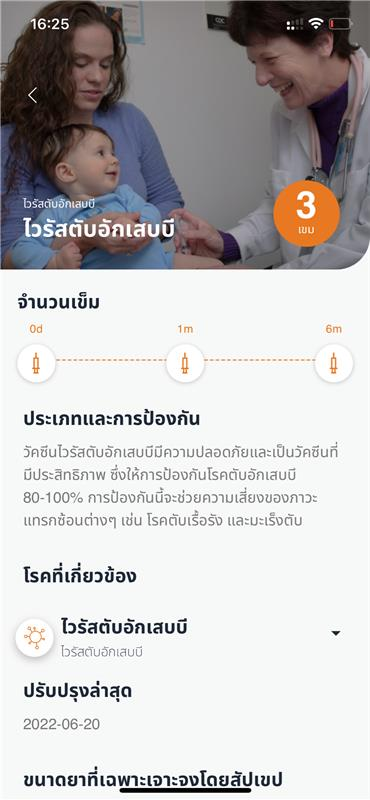 16:25
ไวรัสตับอักเสบบี
ไวรัสตับอักเสบบี
3
เขม
จำนวนเข็ม
0d 1m 6m
ประเภทและการป้องกัน
วัคซีนไวรัสตับอักเสบบีมีความปลอดภัยและเป็นวัคซีนที่
มีประสิทธิภาพ ซึ่งให้การป้องกันโรคตับอักเสบบี
80-100% การป้องกันนี้จะช่วยความเสี่ยงของภาวะ
แทรกซ้อนต่างๆ เช่น โรคตับเรื้อรัง และมะเร็งตับ
โรคที่เกี่ยวข้อง
ไวรัสตับอักเสบบี
ไวรัสตับอักเสบบี
ปรับปรุงล่าสุด
2022-06-20
ขนาดยาที่เฉพาะเจาะจงโดยสัปเขป